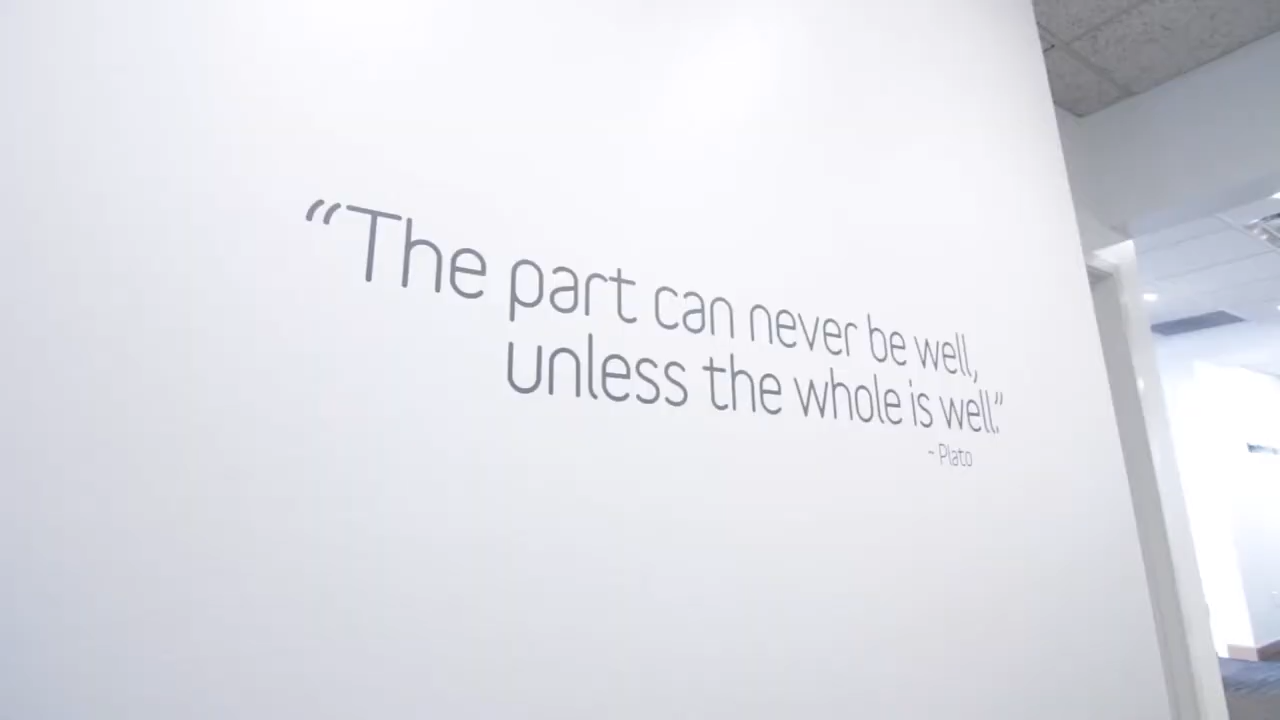 “The part can never be well,
unless the whole is well.”
- Plato